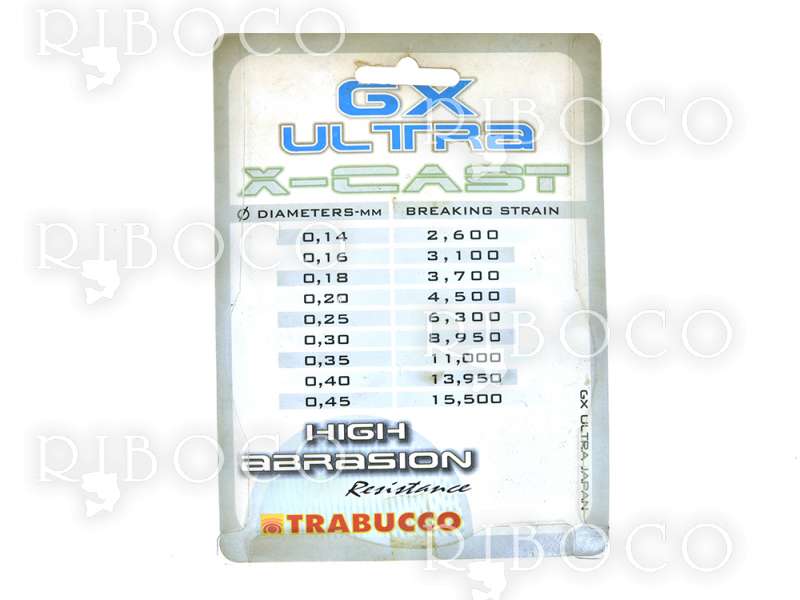 RIBOCO RIBOCO
GX
ULTRA
X-CAST
Ø DIAMETERS-MM BREAKING STRAIN
0,14 2,600
0,16 3,100
0,18 3,700
0,20 4,500
0,25 6,300
0,30 8,950
0,35 11,000
0,40 13,950
0,45 15,500
HIGH
ABRASION
Resistance
TRABUCCO
GX ULTRA JAPAN
RIBOCO RIBOCO
RIBOCO RIBOCO
RIBOCO RIBOCO